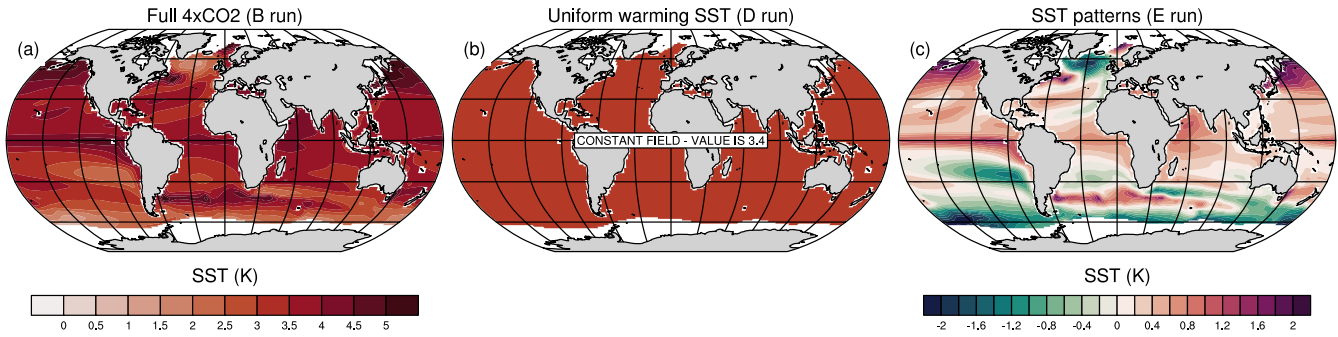 Full 4xCO2 (B run)
Uniform warming SST (D run)
SST patterns (E run)
(a)
(b)
(c)
CONSTANT FIELD - VALUE IS 3.4
SST (K)
SST (K)
0 0.5 1 1.5 2 2.5 3 3.5 4 4.5 5
-2 -1.6 -1.2 -0.8 -0.4 0 0.4 0.8 1.2 1.6 2